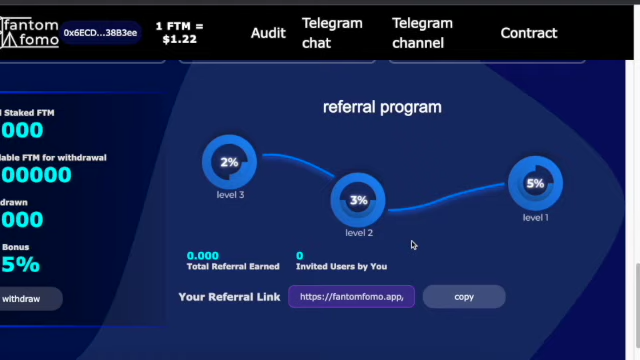 fantom
fomo
0x6ECD...38B3ee
1 FTM =
$1.22
Audit
Telegram
chat
Telegram
channel
Contract
Staked FTM
000
FTM for withdrawal
00000
000
Bonus
5%
withdraw
referral program
2%
level 3
3%
level 2
5%
level 1
0.000
Total Referral Earned
0
Invited Users by You
Your Referral Link
https://fantomfomo.app,
copy